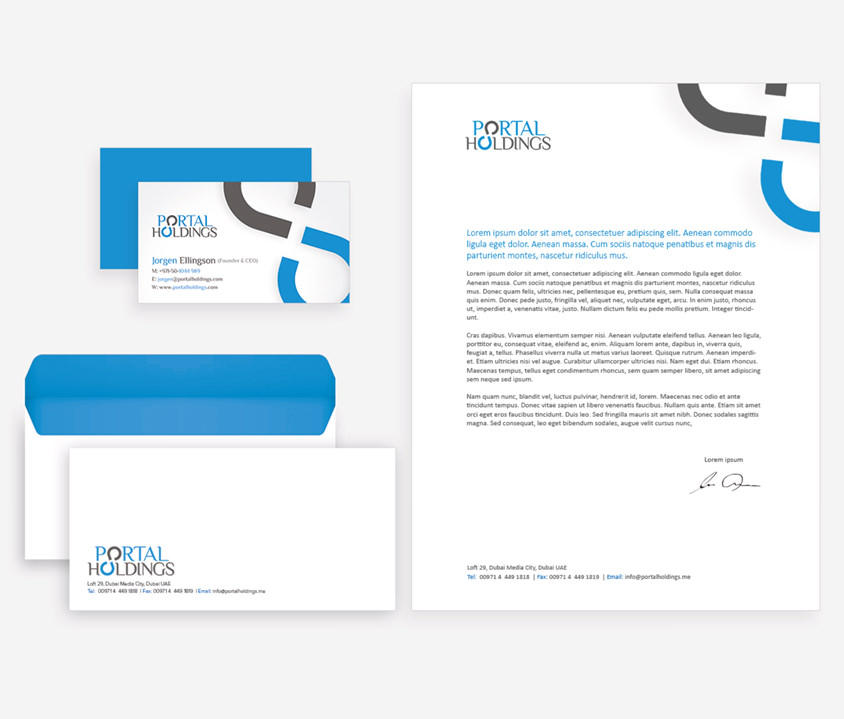 PORTAL
HOLDINGS
Jorgen Ellingson (Founder & CEO)
M: +971-50-1044 989
E: jorgen@portalholdings.com
W: www.portalholdings.com
PORTAL
HOLDINGS
Loft 29, Dubai Media City, Dubai UAE
Tel: 00971 4 449 1818 | Fax: 00971 4 449 1819 | Email: info@portalholdings.me
PORTAL
HOLDINGS
Lorem ipsum dolor sit amet, consectetuer adipiscing elit. Aenean commodo
ligula eget dolor. Aenean massa. Cum sociis natoque penatibus et magnis dis
parturient montes, nascetur ridiculus mus.
Lorem ipsum dolor sit amet, consectetuer adipiscing elit. Aenean commodo ligula eget dolor.
Aenean massa. Cum sociis natoque penatibus et magnis dis parturient montes, nascetur ridiculus
mus. Donec quam felis, ultricies nec, pellentesque eu, pretium quis, sem. Nulla consequat massa
quis enim. Donec pede justo, fringilla vel, aliquet nec, vulputate eget, arcu. In enim justo, rhoncus
ut, imperdiet a, venenatis vitae, justo. Nullam dictum felis eu pede mollis pretium. Integer tincid-
unt.
Cras dapibus. Vivamus elementum semper nisi. Aenean vulputate eleifend tellus. Aenean leo ligula,
porttitor eu, consequat vitae, eleifend ac, enim. Aliquam lorem ante, dapibus in, viverra quis,
feugiat a, tellus. Phasellus viverra nulla ut metus varius laoreet. Quisque rutrum. Aenean imperdi-
et. Etiam ultricies nisi vel augue. Curabitur ullamcorper ultricies nisi. Nam eget dui. Etiam rhoncus.
Maecenas tempus, tellus eget condimentum rhoncus, sem quam semper libero, sit amet adipiscing
sem neque sed ipsum.
Nam quam nunc, blandit vel, luctus pulvinar, hendrerit id, lorem. Maecenas nec odio et ante
tincidunt tempus. Donec vitae sapien ut libero venenatis faucibus. Nullam quis ante. Etiam sit amet
orci eget eros faucibus tincidunt. Duis leo. Sed fringilla mauris sit amet nibh. Donec sodales sagittis
magna. Sed consequat, leo eget bibendum sodales, augue velit cursus nunc,
Lorem ipsum
Loft 29, Dubai Media City, Dubai UAE
Tel: 00971 4 449 1818 | Fax: 00971 4 449 1819 | Email: info@portalholdings.me